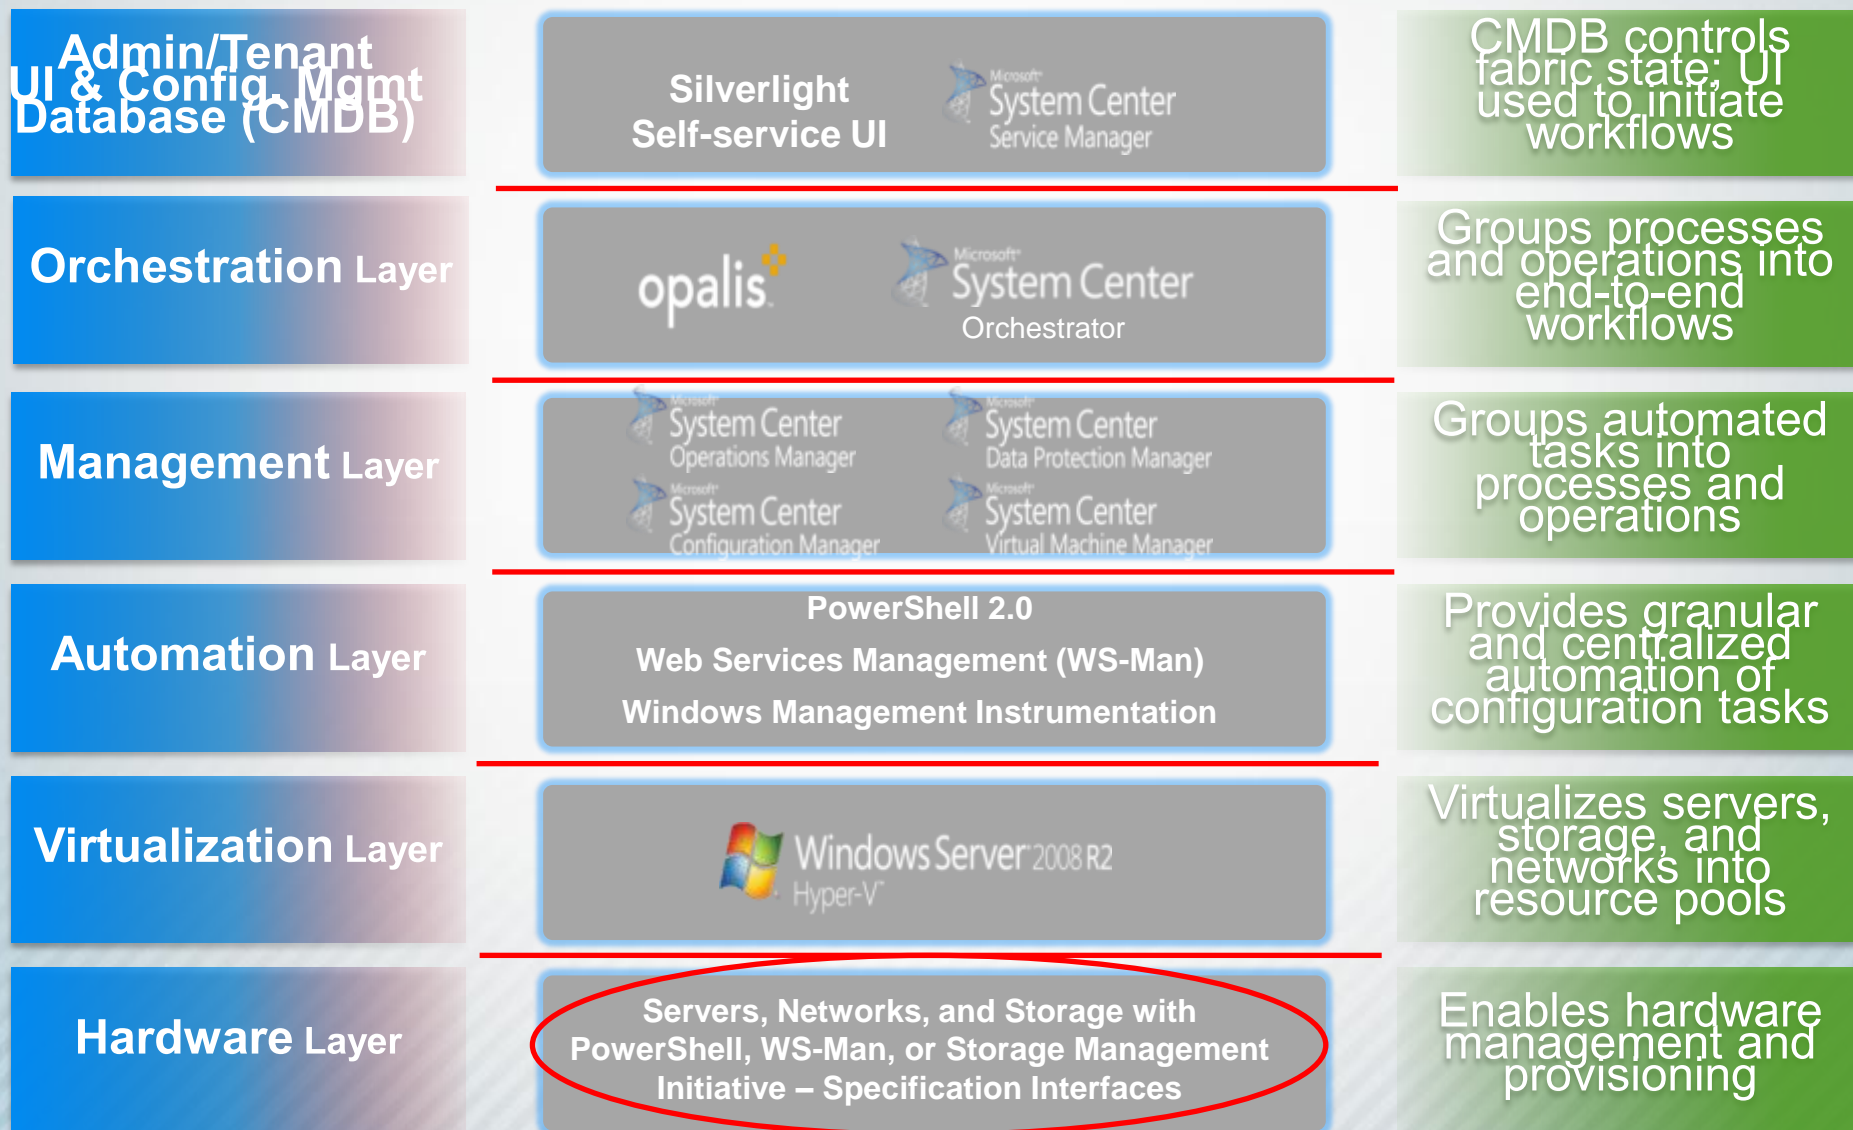 Admin/Tenant
UI & Config. Mgmt
Database (CMDB)
Silverlight
Self-service UI
Microsoft®
System Center
Service Manager
CMDB controls
fabric state; UI
used to initiate
workflows
Orchestration Layer
opalis™
Microsoft®
System Center
Orchestrator
Groups processes
and operations into
end-to-end
workflows
Management Layer
Microsoft®
System Center
Operations Manager
Microsoft®
System Center
Data Protection Manager
Microsoft®
System Center
Configuration Manager
Microsoft®
System Center
Virtual Machine Manager
Groups automated
tasks into
processes and
operations
Automation Layer
PowerShell 2.0
Web Services Management (WS-Man)
Windows Management Instrumentation
Provides granular
and centralized
automation of
configuration tasks
Virtualization Layer
Windows Server® 2008 R2
Hyper-V™
Virtualizes servers,
storage, and
networks into
resource pools
Hardware Layer
Servers, Networks, and Storage with
PowerShell, WS-Man, or Storage Management
Initiative – Specification Interfaces
Enables hardware
management and
provisioning